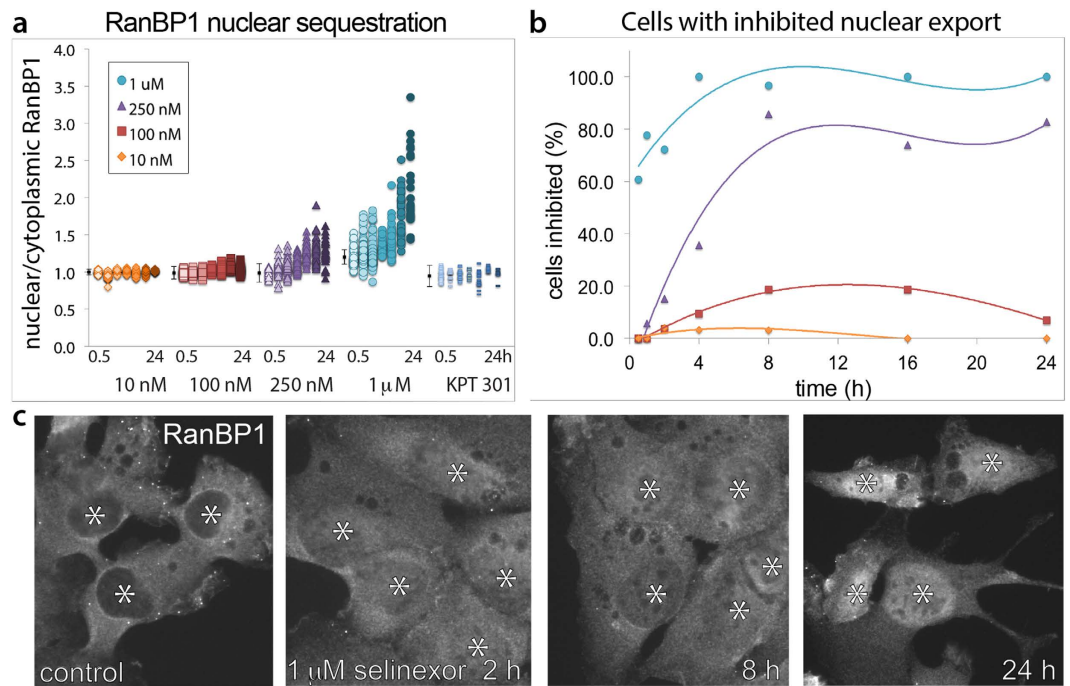 a RanBP1 nuclear sequestration
nuclear/cytoplasmic RanBP1
4.0
3.5
3.0
2.5
2.0
1.5
1.0
0.5
0.0
1 uM
250 nM
100 nM
10 nM
0.5 24 0.5 24 0.5 24 0.5 24 0.5 24h
10 nM 100 nM 250 nM 1 µM KPT 301
b Cells with inhibited nuclear export
cells inhibited (%)
100.0
80.0
60.0
40.0
20.0
0.0
0 4 8 12 16 20 24
time (h)
c
RanBP1
control
1 µM selinexor 2 h
8 h
24 h